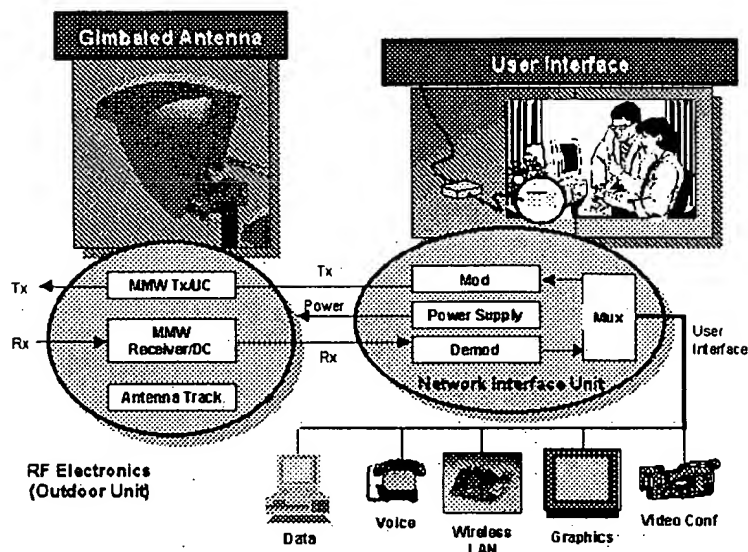 Gimbaled Antenna
User Interface
Tx
MMW Tx/UC
Tx
Mod
Power
Power Supply
Mux
Rx
MMW
Receiver/DC
Rx
Demod
User
Interface
Antenna Track
Network Interface Unit
RF Electronics
(Outdoor Unit)
Data
Voice
Wireless
LAN
Graphics
Video Conf